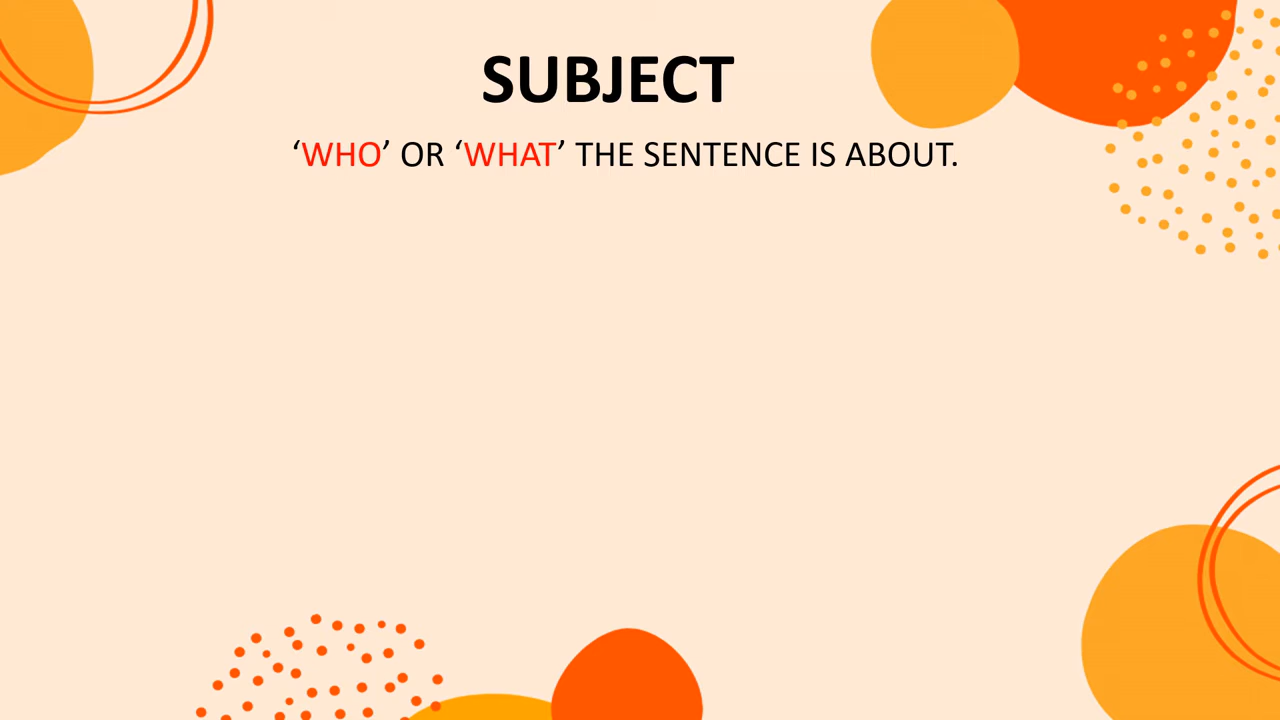 SUBJECT
‘WHO’ OR ‘WHAT’ THE SENTENCE IS ABOUT.